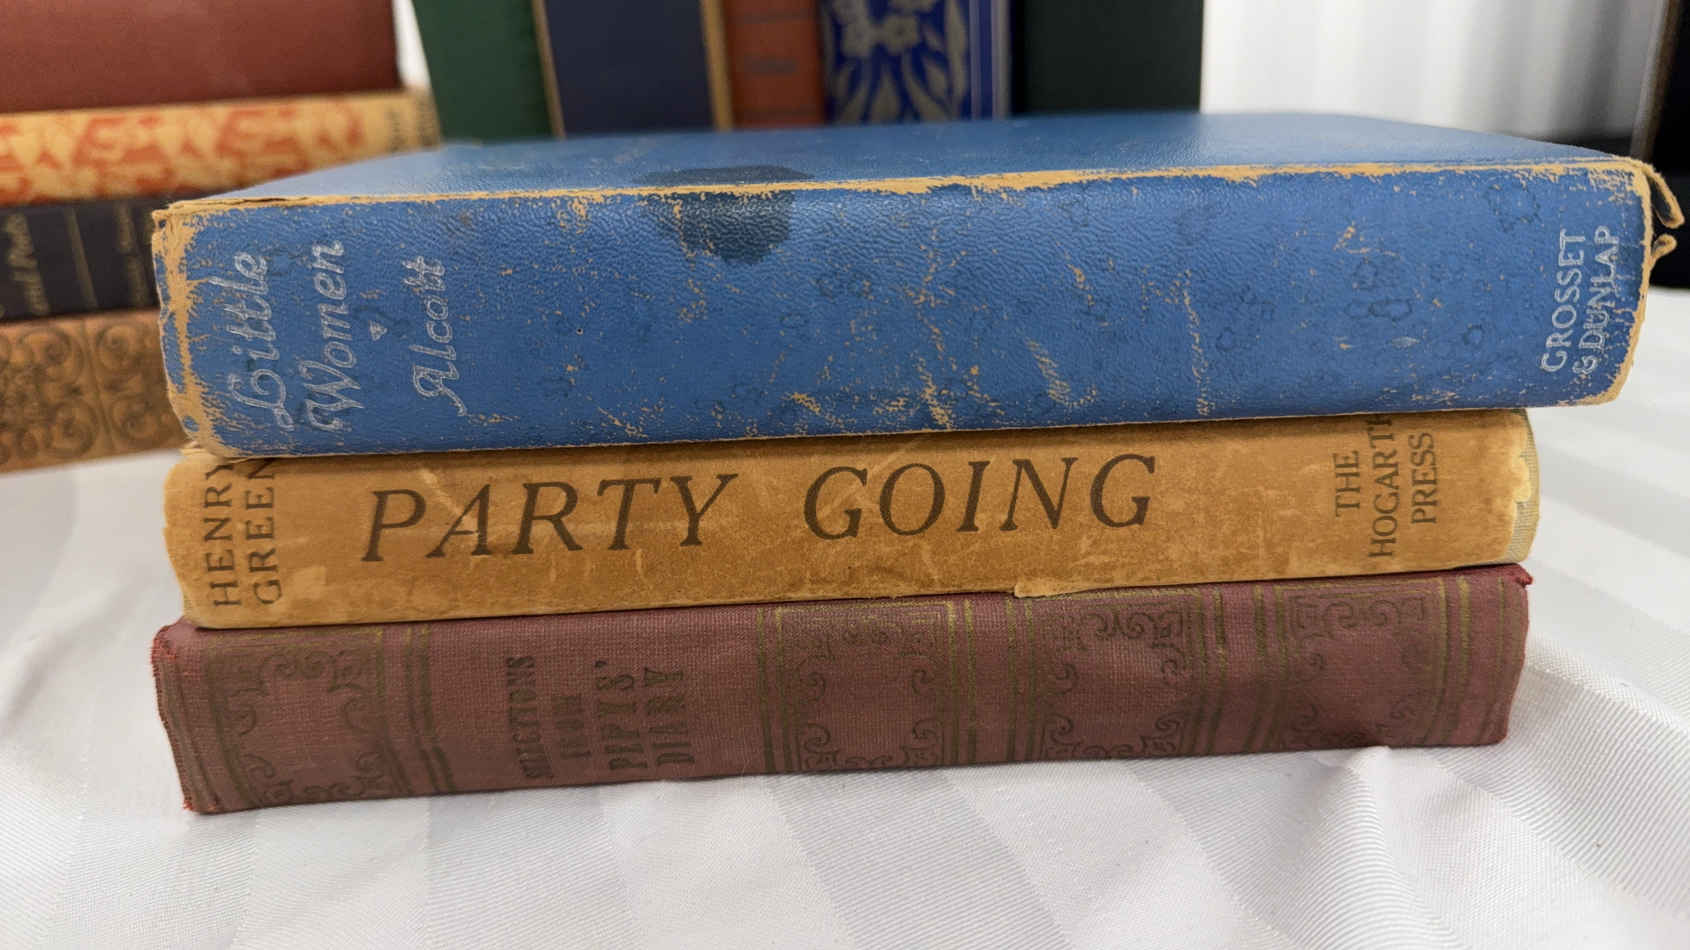 Little
Women
Alcott
GROSSET
& DUNLAP
HENRY
GREEN
PARTY GOING
THE
HOGARTH
PRESS
SELECTIONS
FROM
PEPYS'
DIARY